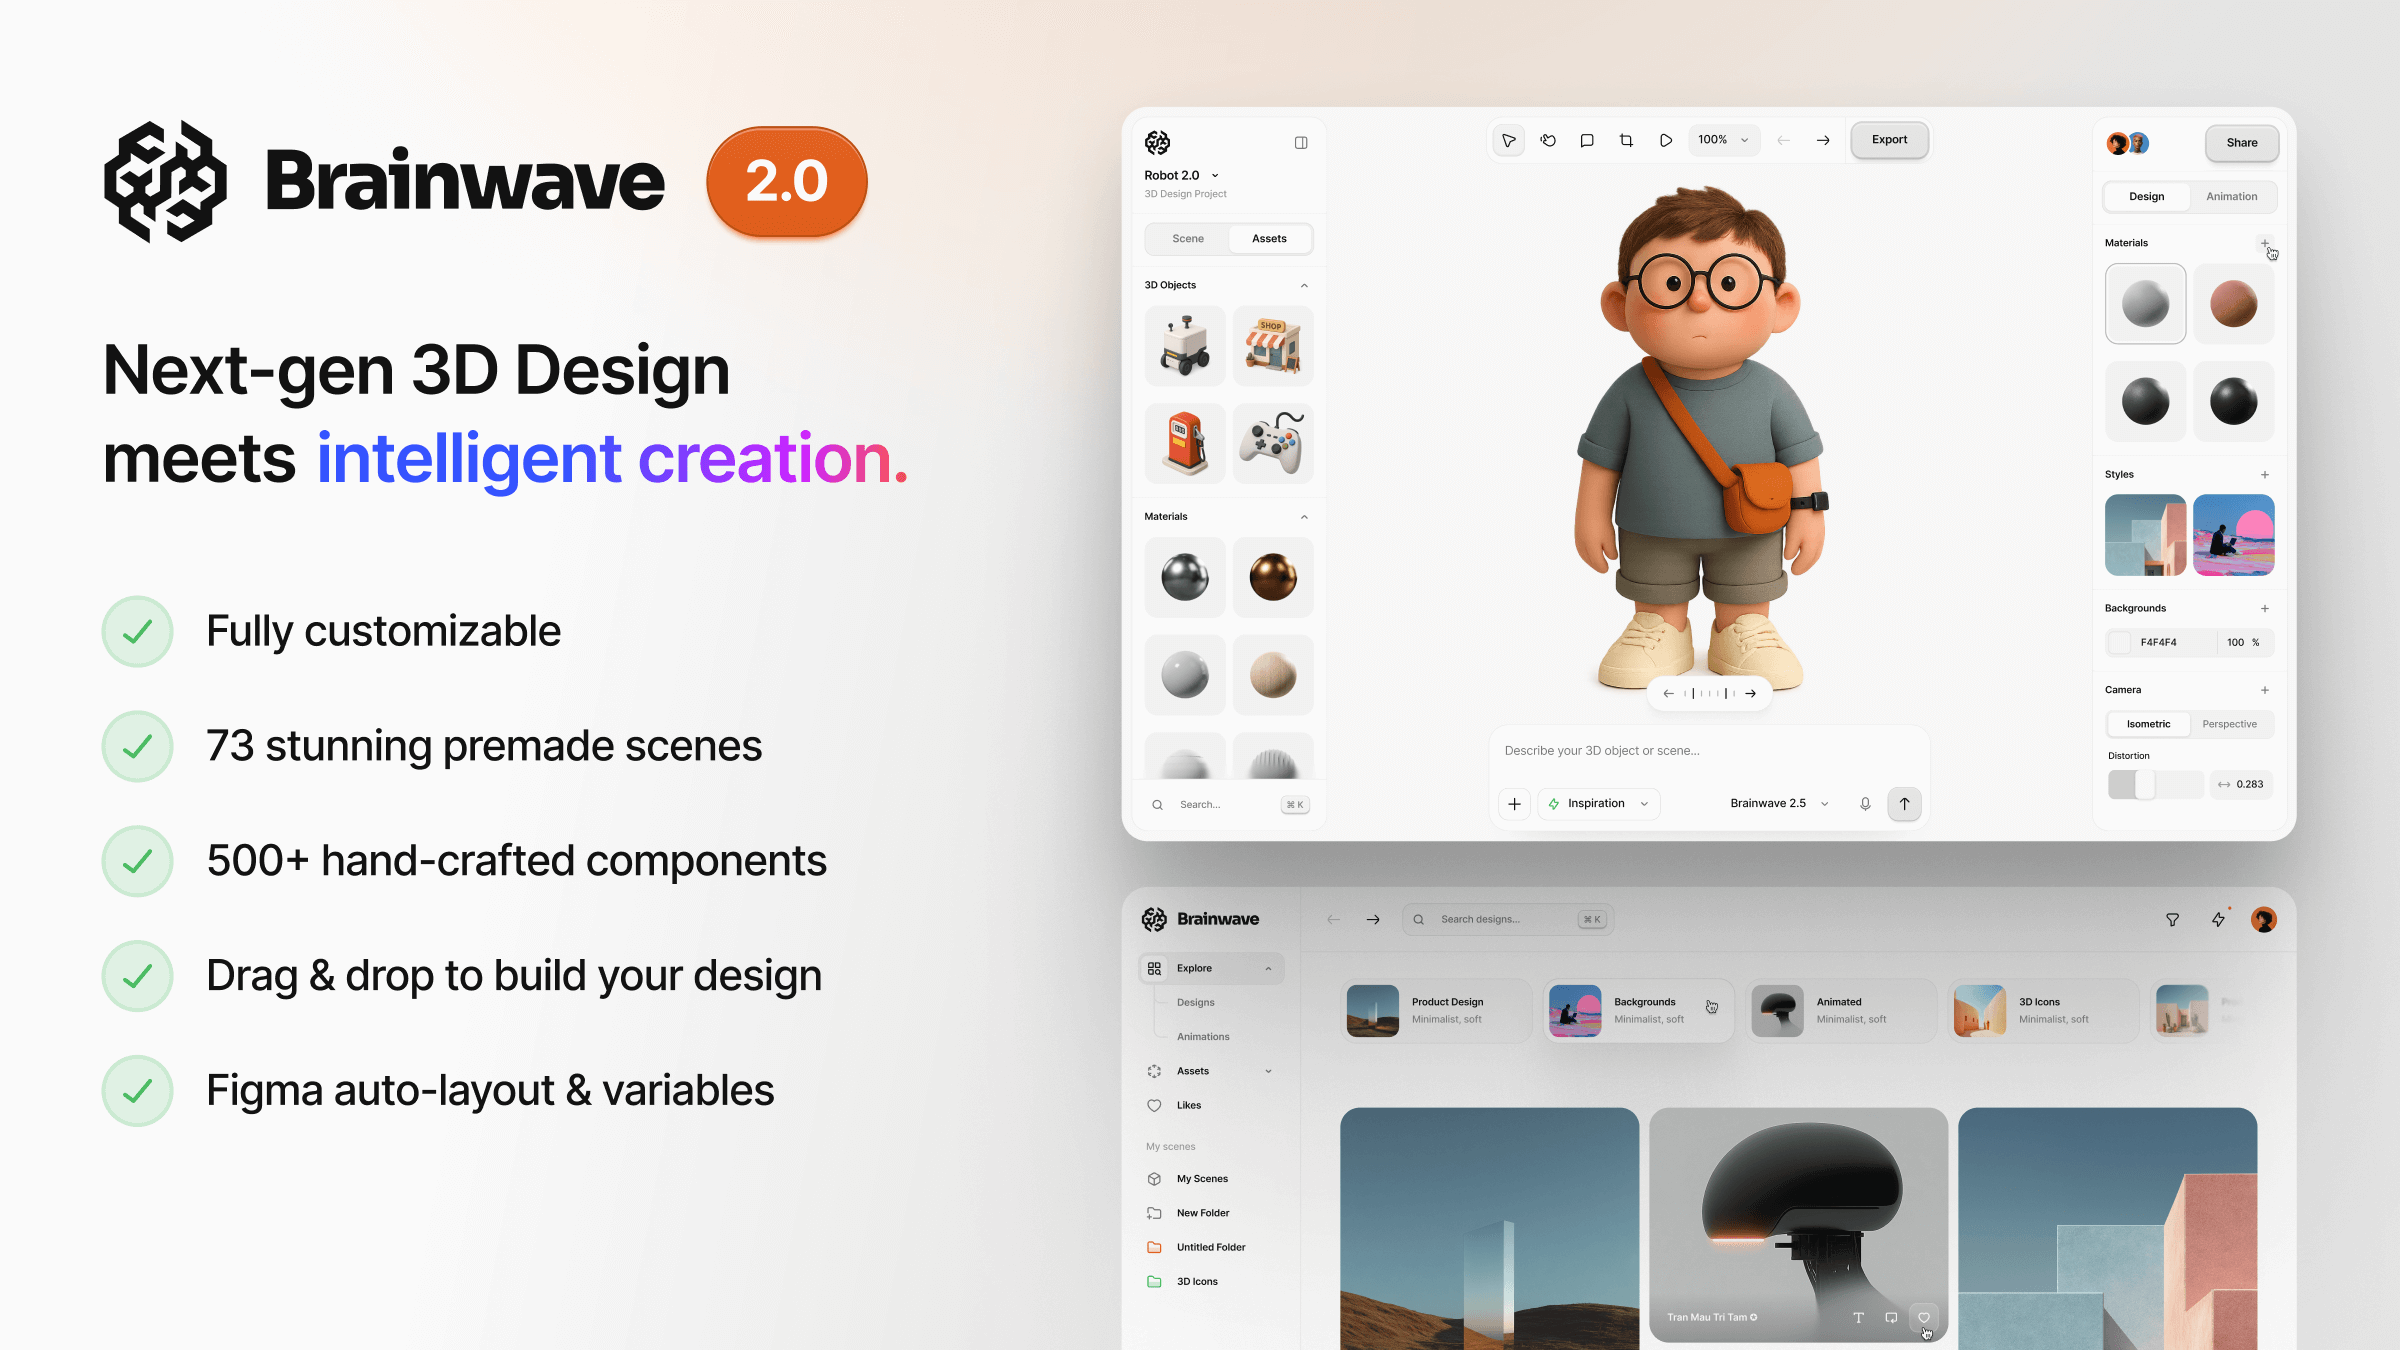 Brainwave
2.0
Next-gen 3D Design
meets intelligent creation.
Fully customizable
73 stunning premade scenes
500+ hand-crafted components
Drag & drop to build your design
Figma auto-layout & variables
Robot 2.0
3D Design Project
Scene
Assets
3D Objects
SHOP
Materials
Search...
⌘ K
100%
Export
Describe your 3D object or scene...
Inspiration
Brainwave 2.5
Share
Design
Animation
Materials
Styles
Backgrounds
F4F4F4
100 %
Camera
Isometric
Perspective
Distortion
0.283
Brainwave
Search designs...
⌘ K
Explore
Designs
Animations
Assets
Likes
My scenes
My Scenes
New Folder
Untitled Folder
3D Icons
Product Design
Minimalist, soft
Backgrounds
Minimalist, soft
Animated
Minimalist, soft
3D Icons
Minimalist, soft
Tran Mau Tri Tam